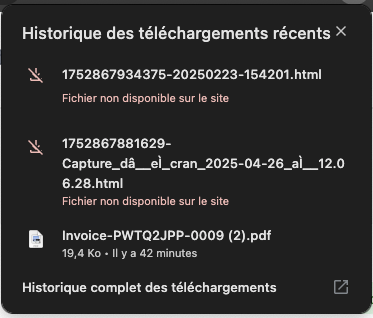 Historique des téléchargements récents
1752867934375-20250223-154201.html
Fichier non disponible sur le site
1752867881629-
Capture_dâ__eÌ_cran_2025-04-26_aÌ__12.0
6.28.html
Fichier non disponible sur le site
Invoice-PWTQ2JPP-0009 (2).pdf
19,4 Ko • Il y a 42 minutes
Historique complet des téléchargements